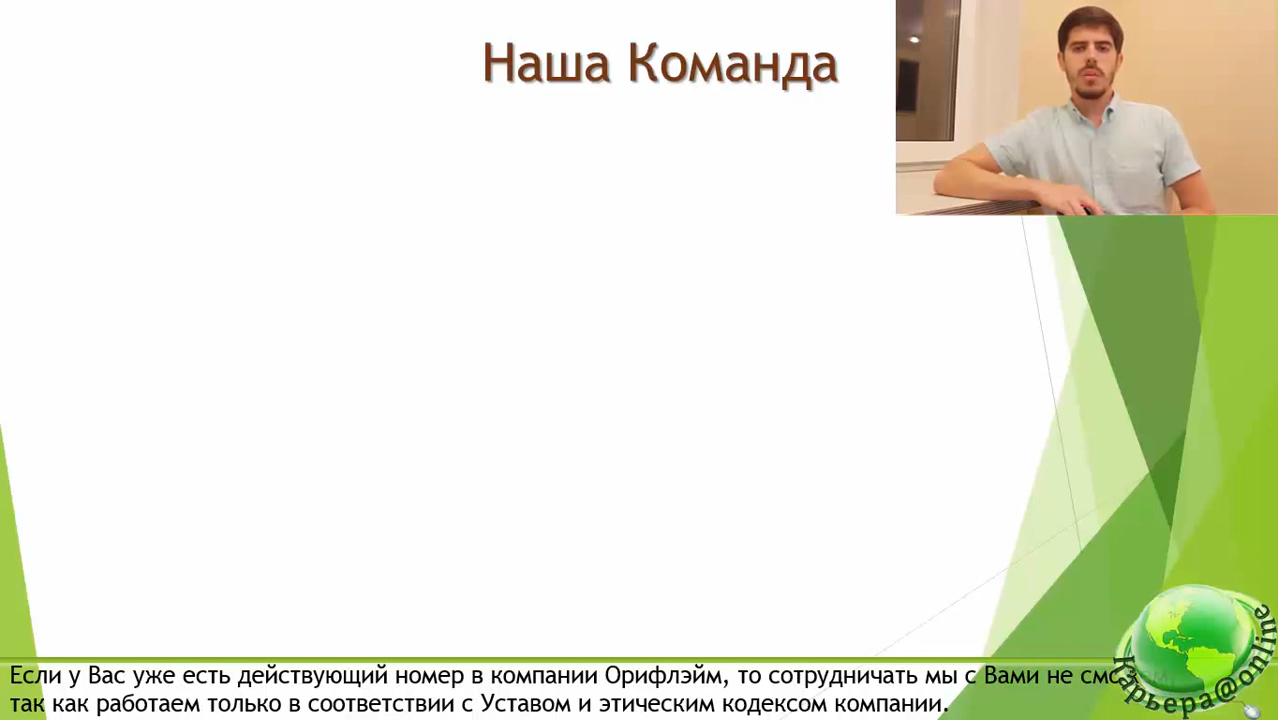 Наша Команда
Если у Вас уже есть действующий номер в компании Орифлэйм, то сотрудничать мы с Вами не
так как работаем только в соответствии с Уставом и этическим кодексом компании.
Карьера@online